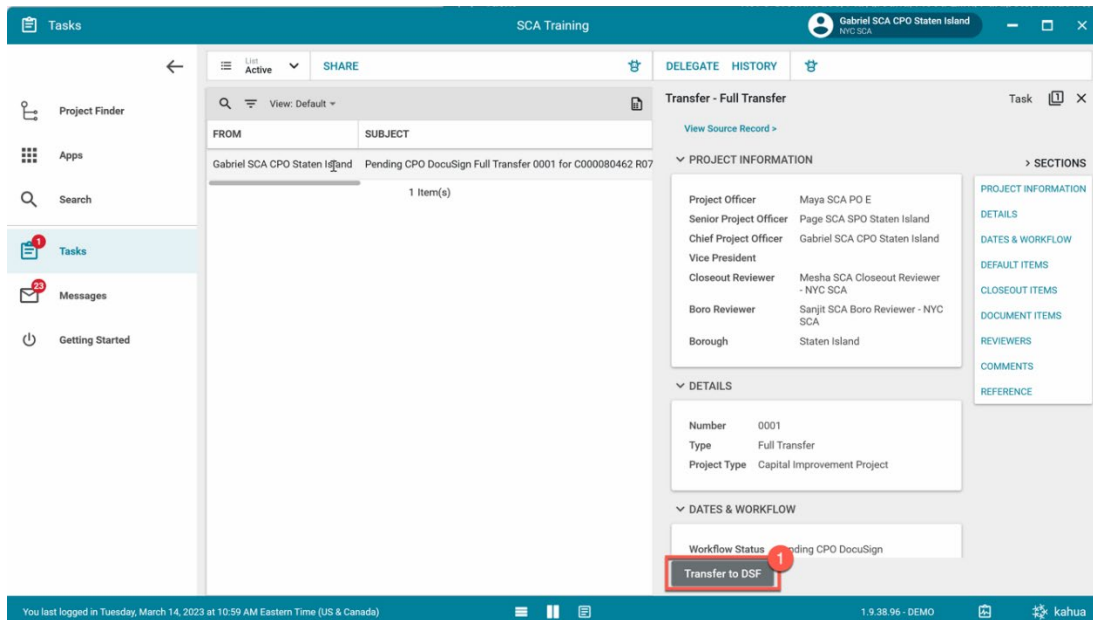 Tasks
SCA Training
Gabriel SCA CPO Staten Island
NYC SCA
List
Active
SHARE
DELEGATE HISTORY
Project Finder
Apps
Search
1
Tasks
23
Messages
Getting Started
View: Default
FROM SUBJECT
Gabriel SCA CPO Staten Island Pending CPO DocuSign Full Transfer 0001 for C000080462 R07
1 Item(s)
Transfer - Full Transfer Task 1
View Source Record >
PROJECT INFORMATION
Project Officer Maya SCA PO E
Senior Project Officer Page SCA SPO Staten Island
Chief Project Officer Gabriel SCA CPO Staten Island
Vice President
Closeout Reviewer Mesha SCA Closeout Reviewer
- NYC SCA
Boro Reviewer Sanjit SCA Boro Reviewer - NYC
SCA
Borough Staten Island
DETAILS
Number 0001
Type Full Transfer
Project Type Capital Improvement Project
DATES & WORKFLOW
Workflow Status nding CPO DocuSign
1
Transfer to DSF
> SECTIONS
PROJECT INFORMATION
DETAILS
DATES & WORKFLOW
DEFAULT ITEMS
CLOSEOUT ITEMS
DOCUMENT ITEMS
REVIEWERS
COMMENTS
REFERENCE
You last logged in Tuesday, March 14, 2023 at 10:59 AM Eastern Time (US & Canada)
1.9.38.96 - DEMO
kahua